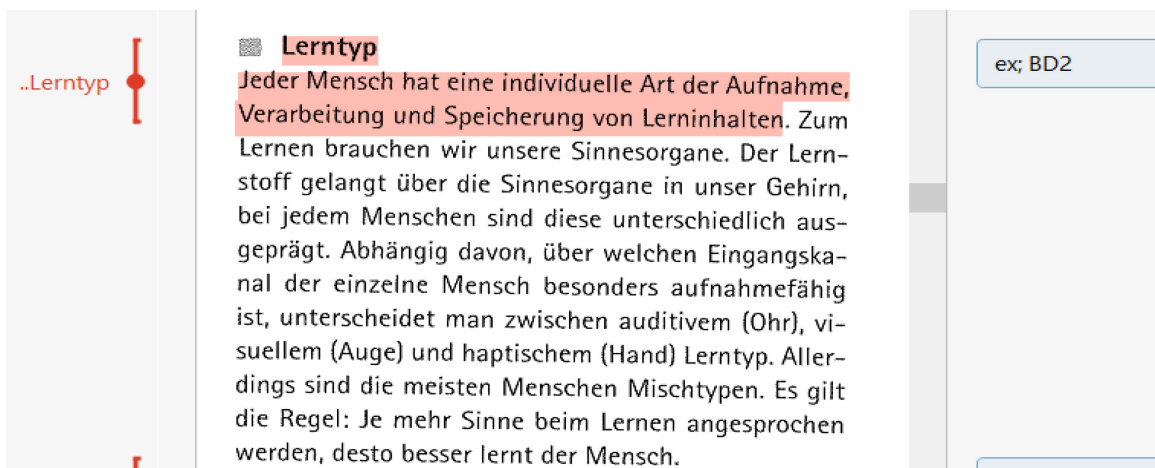 Lerntyp
..Lerntyp
Jeder Mensch hat eine individuelle Art der Aufnahme,
ex; BD2
Verarbeitung und Speicherung von Lerninhalten. Zum
Lernen brauchen wir unsere Sinnesorgane. Der Lern-
stoff gelangt über die Sinnesorgane in unser Gehirn,
bei jedem Menschen sind diese unterschiedlich aus-
geprägt. Abhängig davon, über welchen Eingangska-
nal der einzelne Mensch besonders aufnahmefähig
ist, unterscheidet man zwischen auditivem (Ohr), vi-
suellem (Auge) und haptischem (Hand) Lerntyp. Aller-
dings sind die meisten Menschen Mischtypen. Es gilt
die Regel: Je mehr Sinne beim Lernen angesprochen
werden, desto besser lernt der Mensch.